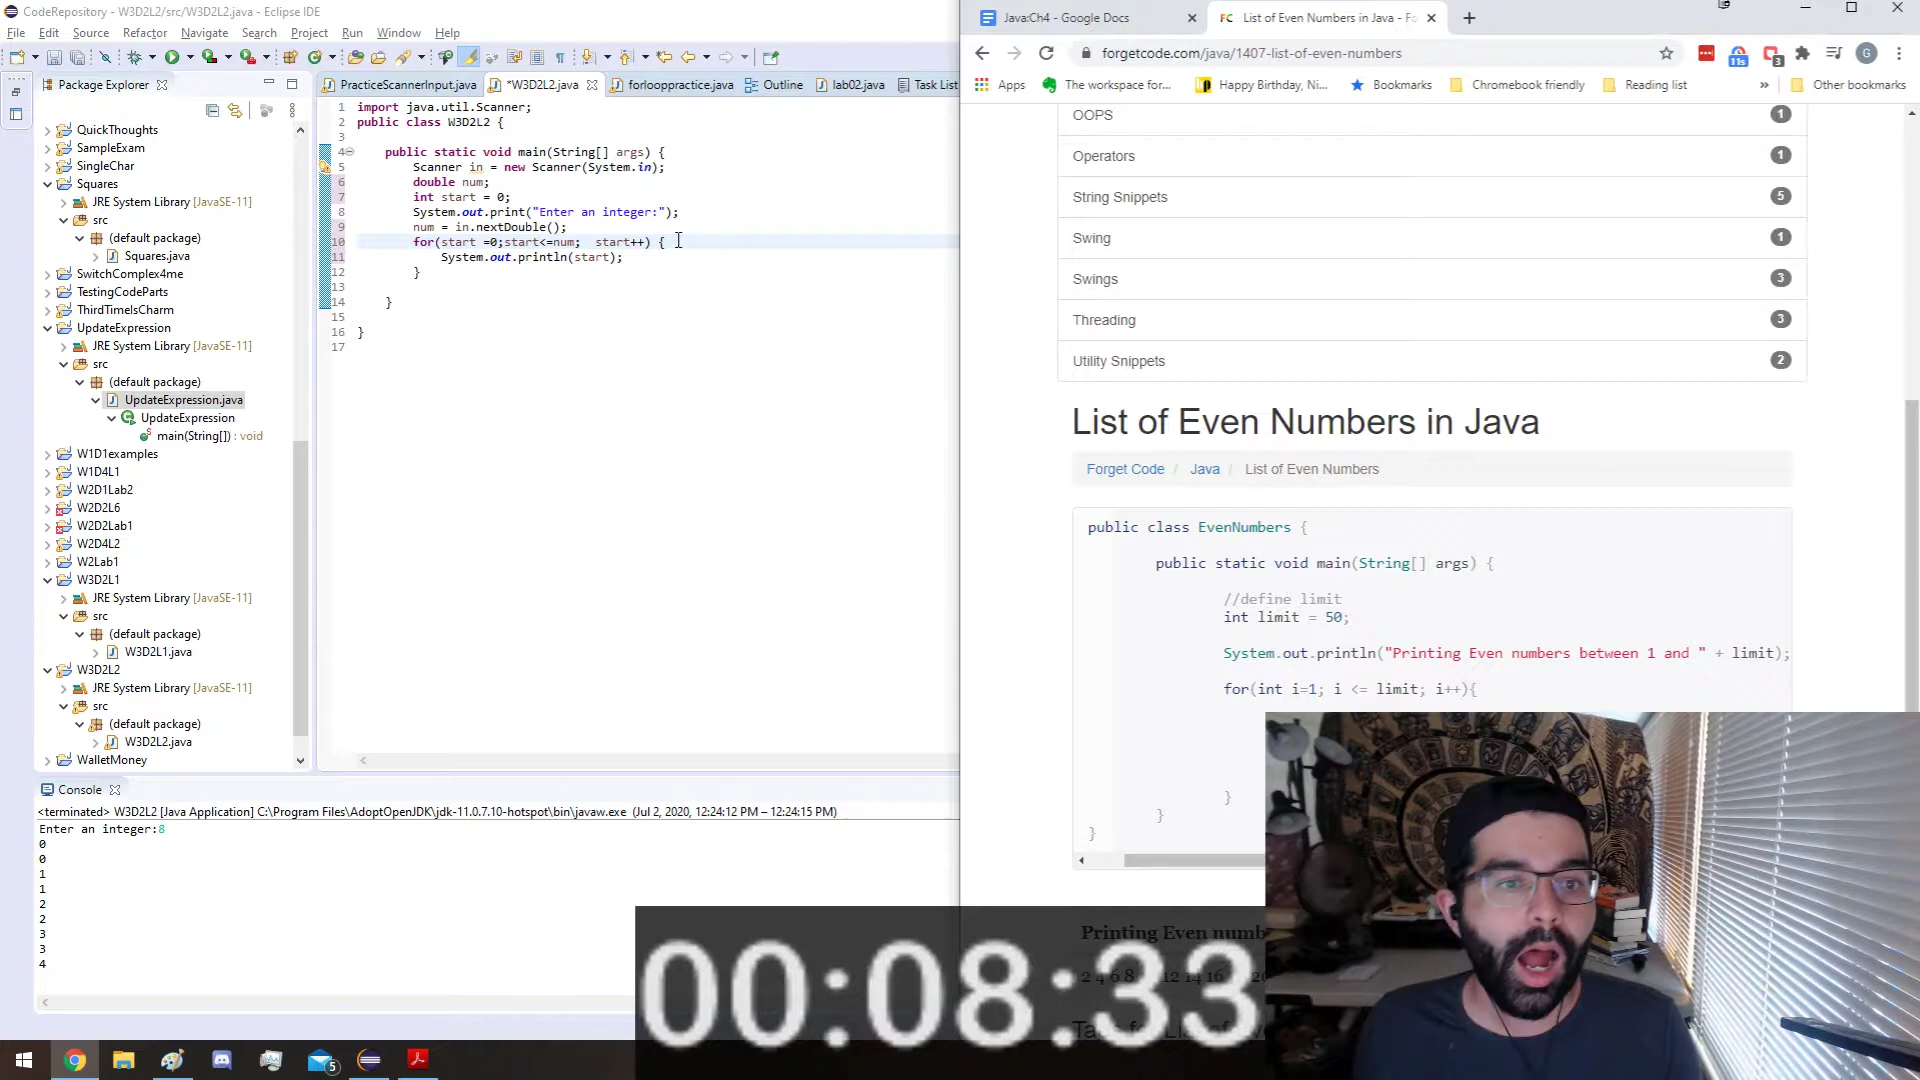 CodeRepository - W3D2L2/src/W3D2L2.java - Eclipse IDE
File Edit Source Refactor Navigate Search Project Run Window Help
Package Explorer
QuickThoughts
SampleExam
SingleChar
Squares
JRE System Library [JavaSE-11]
src
(default package)
Squares.java
SwitchComplex4me
TestingCodeParts
ThirdTimeIsCharm
UpdateExpression
JRE System Library [JavaSE-11]
src
(default package)
UpdateExpression.java
UpdateExpression
main(String[]) : void
W1D1examples
W1D4L1
W2D1Lab2
W2D2L6
W2D2Lab1
W2D4L2
W2Lab1
W3D2L1
JRE System Library [JavaSE-11]
src
(default package)
W3D2L1.java
W3D2L2
JRE System Library [JavaSE-11]
src
(default package)
W3D2L2.java
WalletMoney
PracticeScannerInput.java *W3D2L2.java forlooppractice.java Outline lab02.java Task List
1 import java.util.Scanner;
2 public class W3D2L2 {
3
4 public static void main(String[] args) {
5 Scanner in = new Scanner(System.in);
6 double num;
7 int start = 0;
8 System.out.print("Enter an integer:");
9 num = in.nextDouble();
10 for(start =0;start<=num; start++) {
11 System.out.println(start);
12 }
13
14 }
15
16 }
17
Console
<terminated> W3D2L2 [Java Application] C:\Program Files\AdoptOpenJDK\jdk-11.0.7.10-hotspot\bin\javaw.exe (Jul 2, 2020, 12:24:12 PM – 12:24:15 PM)
Enter an integer:8
0
0
1
1
2
2
3
3
4
Java:Ch4 - Google Docs
FC List of Even Numbers in Java - Fo
forgetcode.com/java/1407-list-of-even-numbers
11s
3
G
Apps The workspace for... Happy Birthday, Ni... Bookmarks Chromebook friendly Reading list » Other bookmarks
OOPS 1
Operators 1
String Snippets 5
Swing 1
Swings 3
Threading 3
Utility Snippets 2
List of Even Numbers in Java
Forget Code / Java / List of Even Numbers
public class EvenNumbers {
public static void main(String[] args) {
//define limit
int limit = 50;
System.out.println("Printing Even numbers between 1 and " + limit);
for(int i=1; i <= limit; i++){
}
}
}
Printing Even numb
2 4 6 8
12 14 16
00:08:33
5